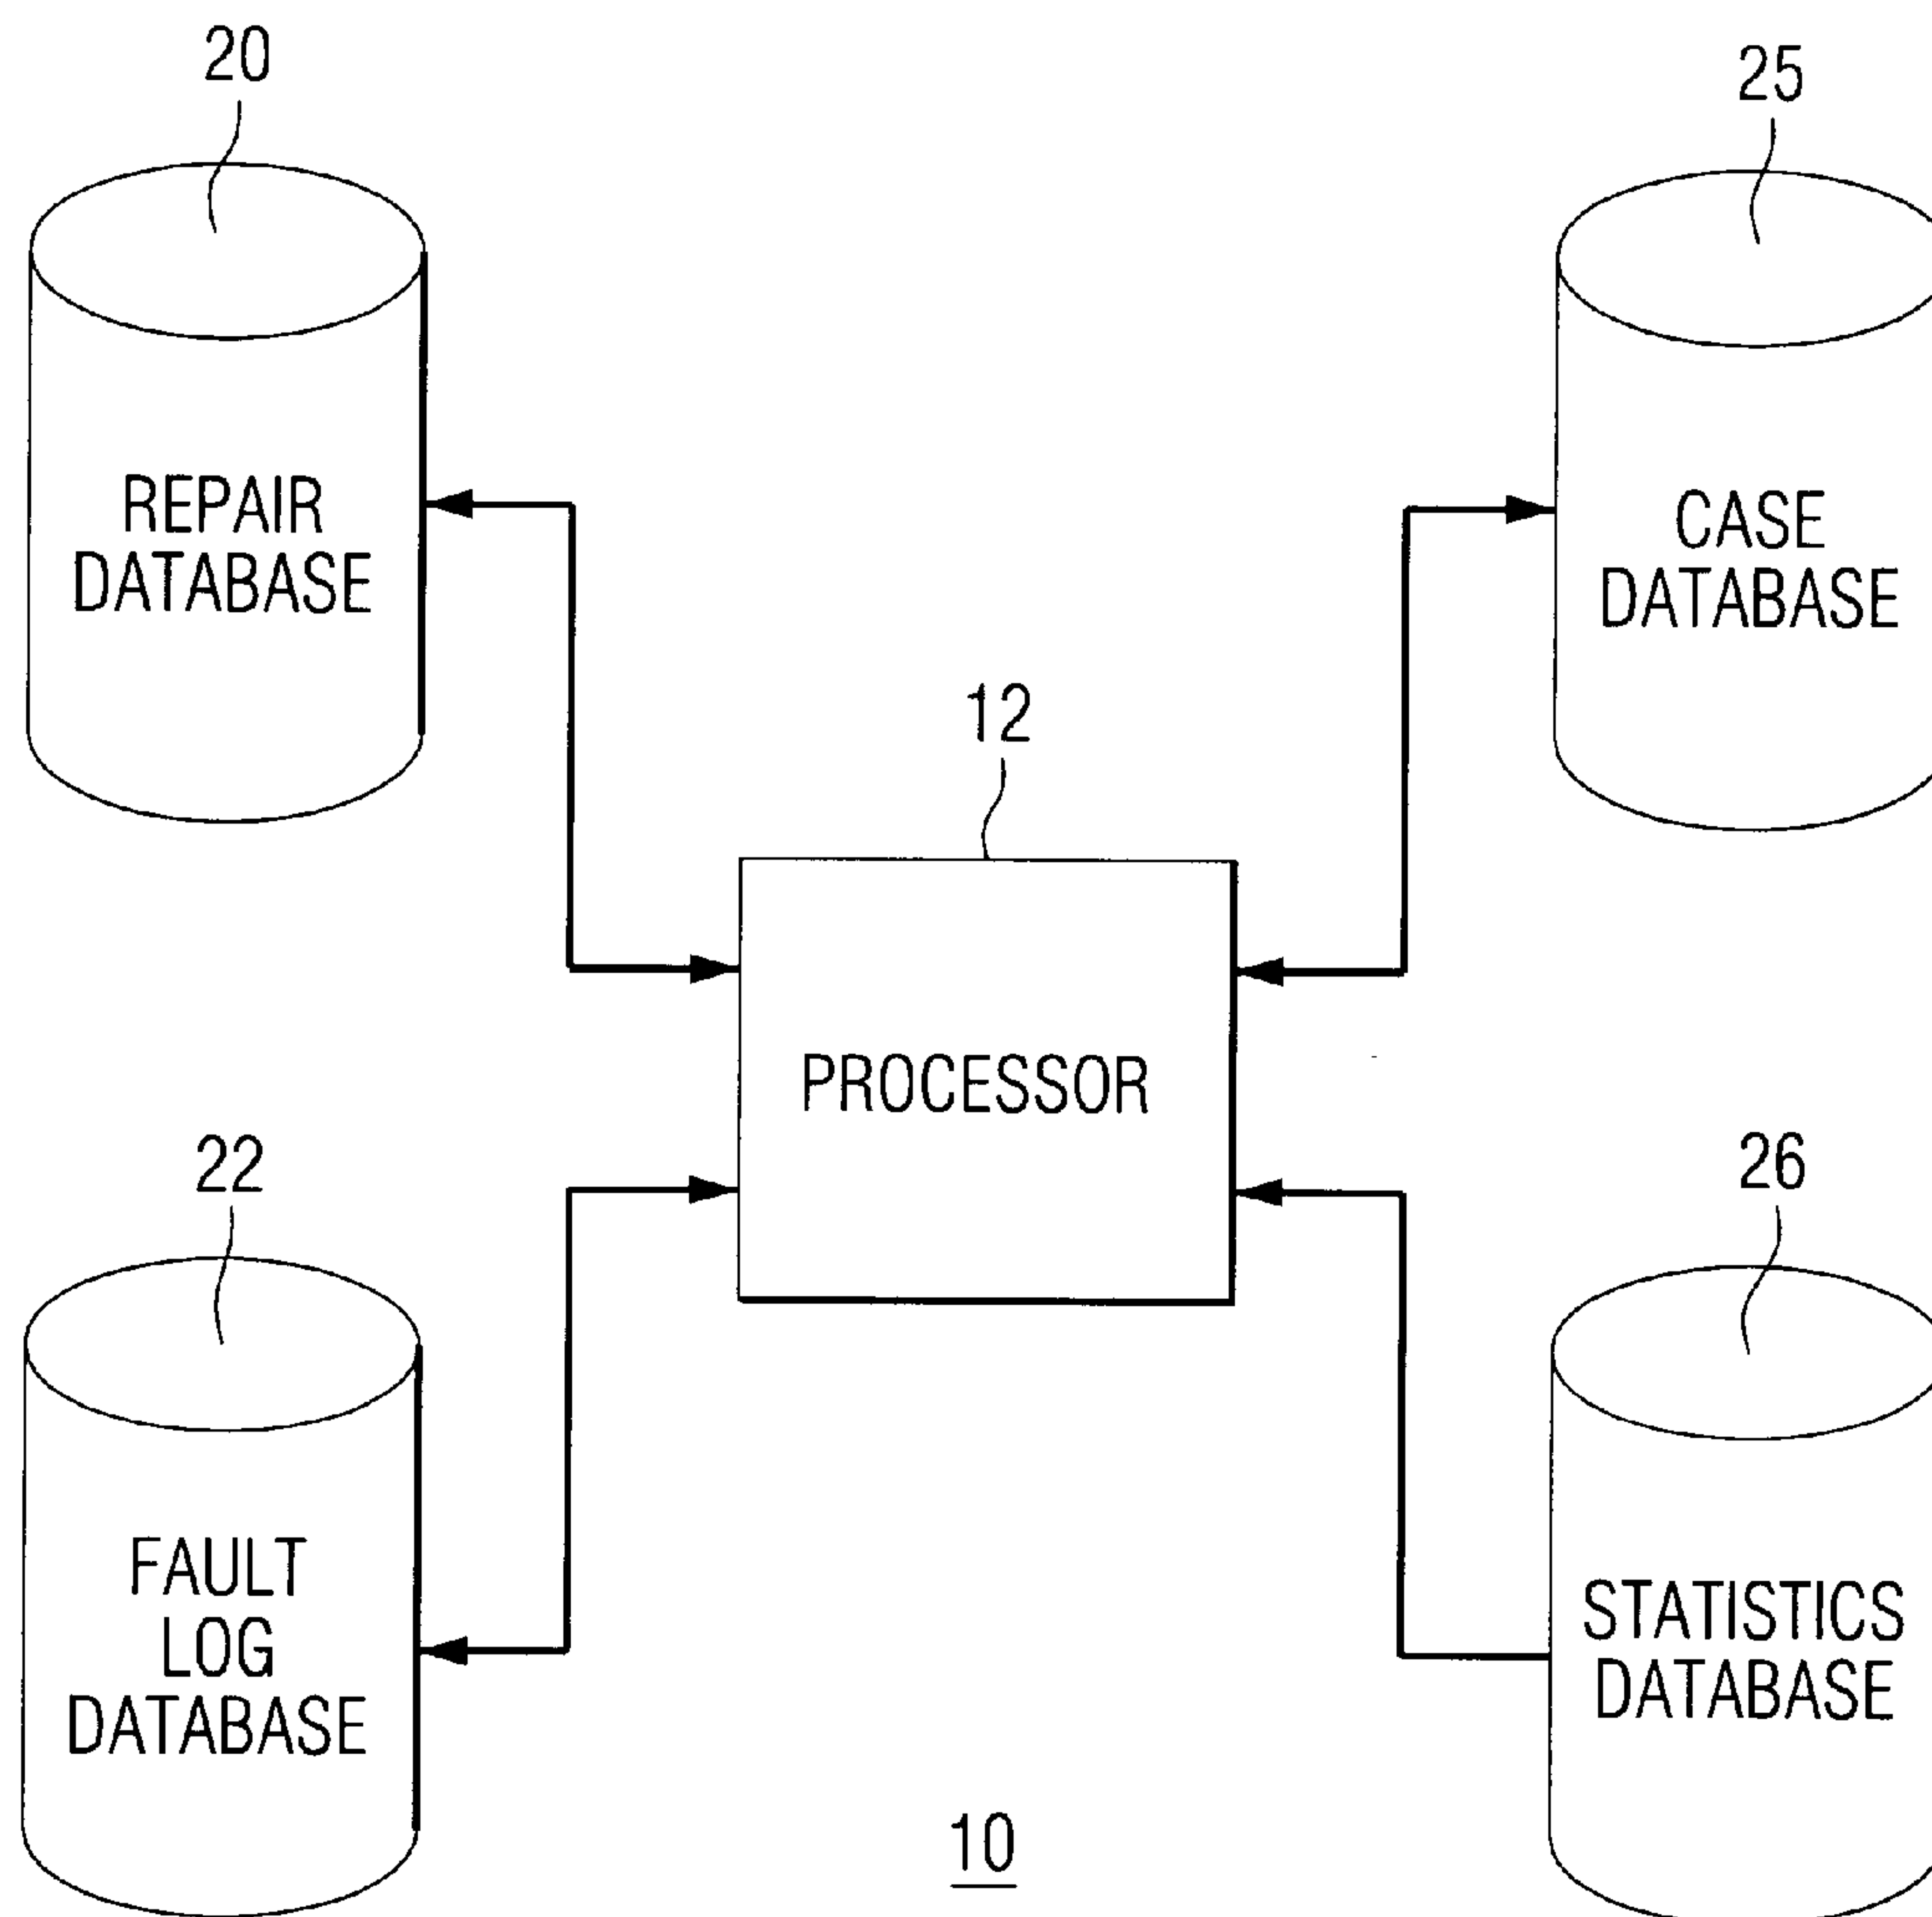 20
25
REPAIR
DATABASE
CASE
DATABASE
12
PROCESSOR
22
26
FAULT
LOG
DATABASE
STATISTICS
DATABASE
10